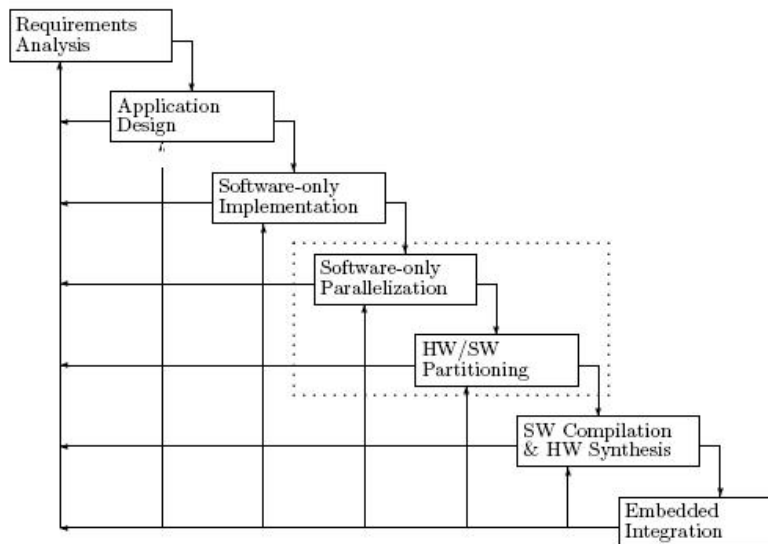 Requirements
Analysis
Application
Design
Software-only
Implementation
Software-only
Parallelization
HW/SW
Partitioning
SW Compilation
& HW Synthesis
Embedded
Integration